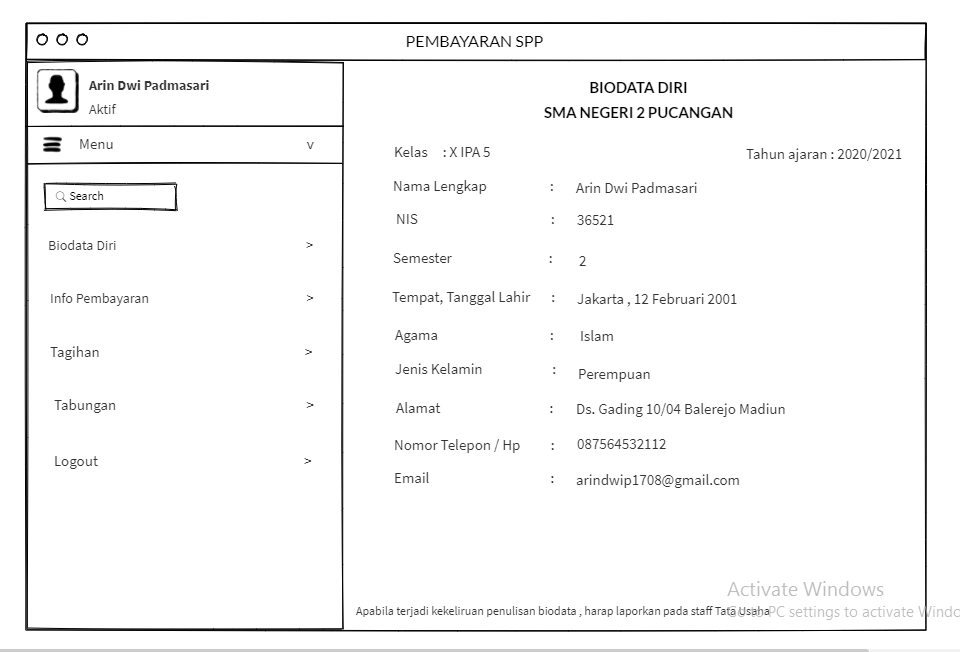 PEMBAYARAN SPP
Arin Dwi Padmasari
Aktif
Menu v
Search
Biodata Diri >
Info Pembayaran >
Tagihan >
Tabungan >
Logout >
BIODATA DIRI
SMA NEGERI 2 PUCANGAN
Kelas : X IPA 5
Tahun ajaran : 2020/2021
Nama Lengkap : Arin Dwi Padmasari
NIS : 36521
Semester : 2
Tempat, Tanggal Lahir : Jakarta , 12 Februari 2001
Agama : Islam
Jenis Kelamin : Perempuan
Alamat : Ds. Gading 10/04 Balerejo Madiun
Nomor Telepon / Hp : 087564532112
Email : arindwip1708@gmail.com
Apabila terjadi kekeliruan penulisan biodata , harap laporkan pada staff Tata Usaha
Activate Windows
Go to PC settings to activate Windo